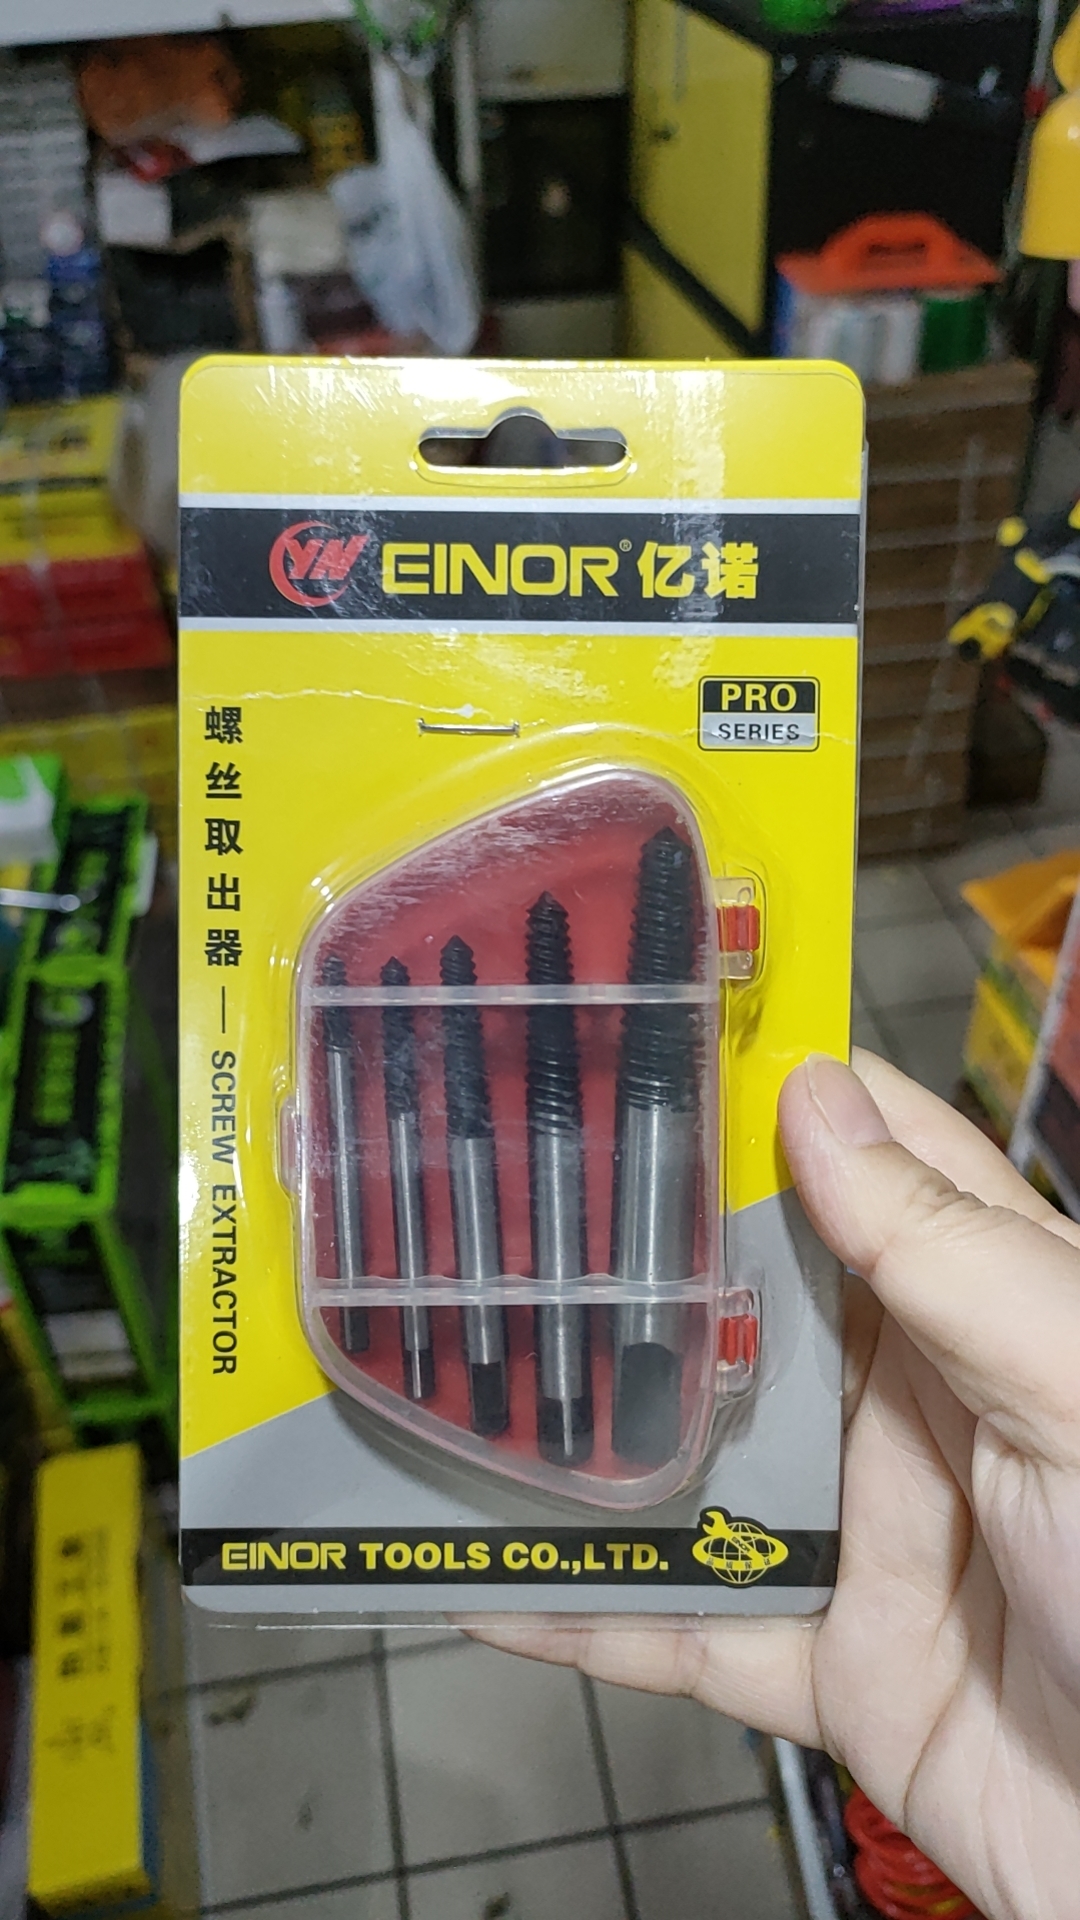 YN EINOR® 亿诺
PRO
SERIES
螺丝取出器 — SCREW EXTRACTOR
EINOR TOOLS CO.,LTD.